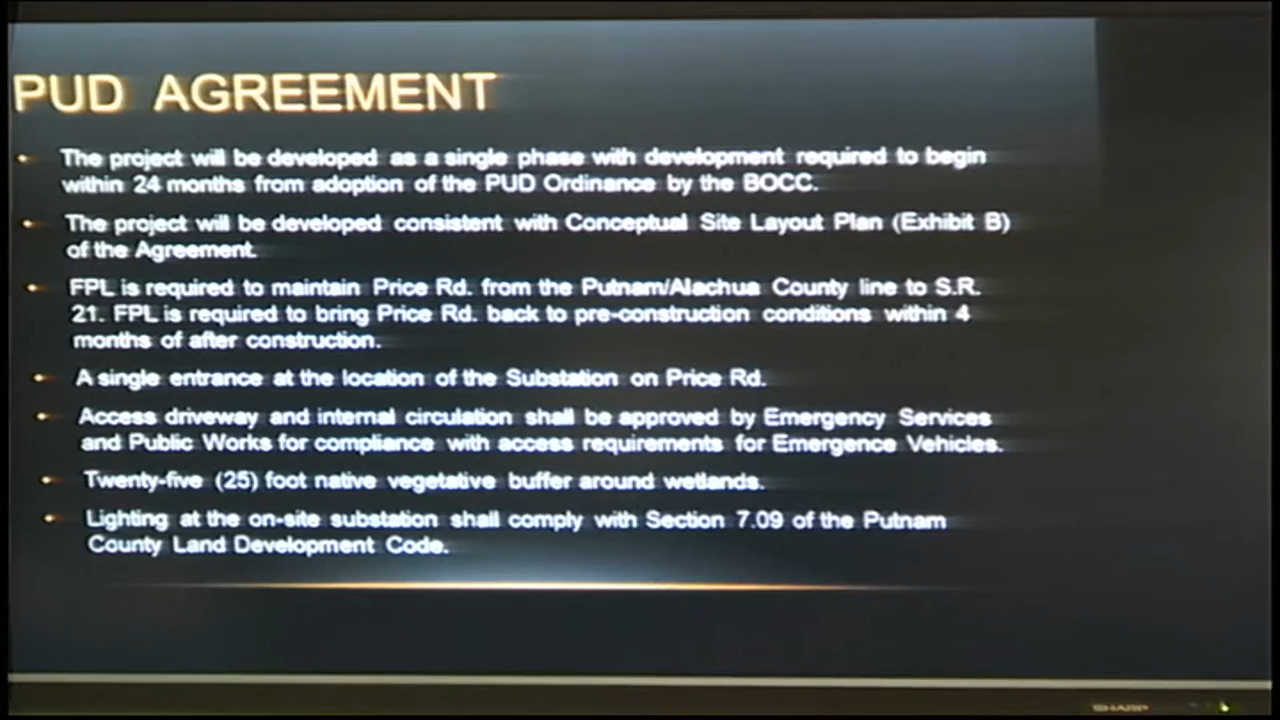 PUD AGREEMENT
• The project will be developed as a single phase with development required to begin
within 24 months from adoption of the PUD Ordinance by the BOCC.
• The project will be developed consistent with Conceptual Site Layout Plan (Exhibit B)
of the Agreement.
• FPL is required to maintain Price Rd. from the Putnam/Alachua County line to S.R.
21. FPL is required to bring Price Rd. back to pre-construction conditions within 4
months of after construction.
• A single entrance at the location of the Substation on Price Rd.
• Access driveway and internal circulation shall be approved by Emergency Services
and Public Works for compliance with access requirements for Emergence Vehicles.
• Twenty-five (25) foot native vegetative buffer around wetlands.
• Lighting at the on-site substation shall comply with Section 7.09 of the Putnam
County Land Development Code.
SHARP